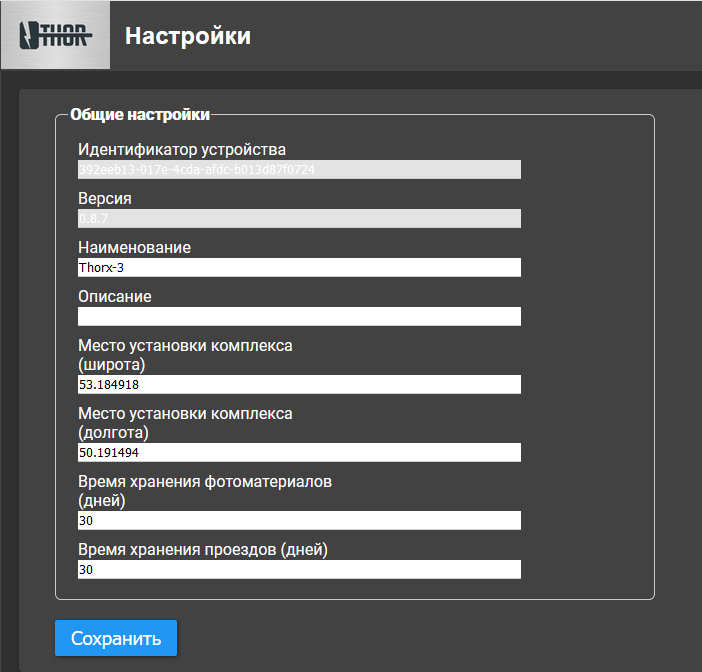 THOR
Настройки
Общие настройки
Идентификатор устройства
392eeb13-017e-4cda-afdc-b013d87f0724
Версия
0.8.7
Наименование
Thorx-3
Описание
Место установки комплекса
(широта)
53.184918
Место установки комплекса
(долгота)
50.191494
Время хранения фотоматериалов
(дней)
30
Время хранения проездов (дней)
30
Сохранить